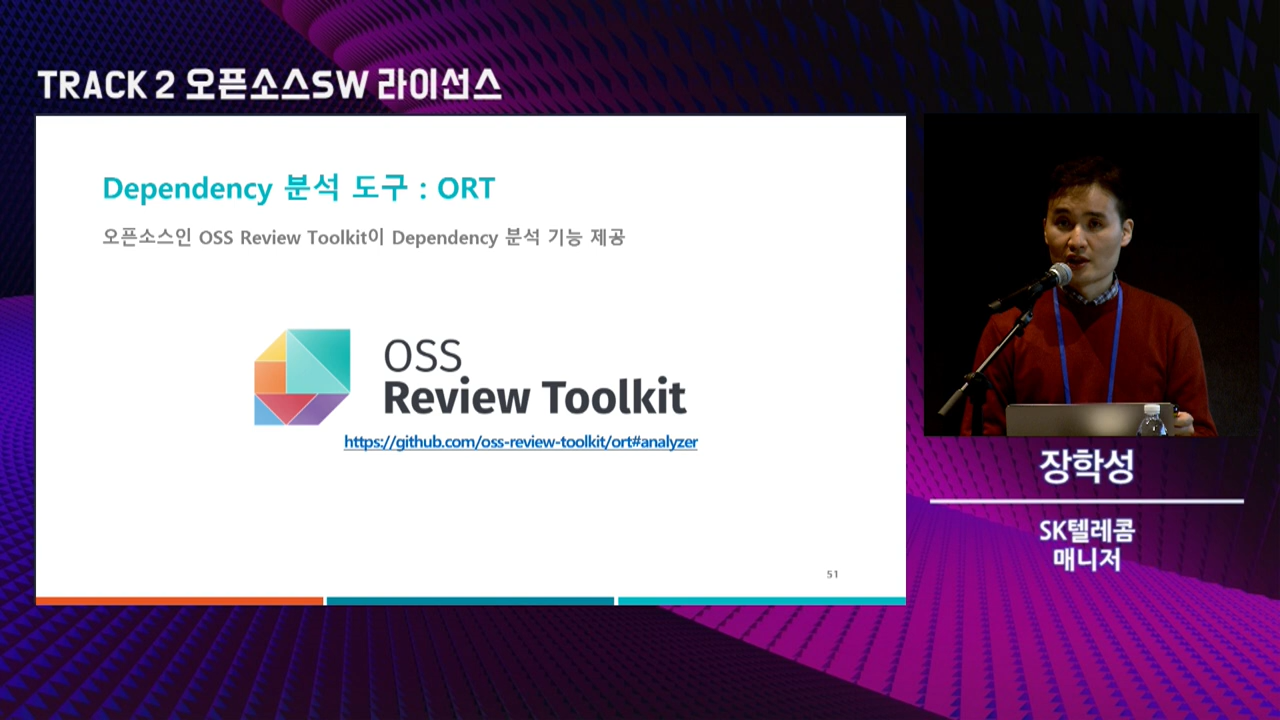 TRACK 2 오픈소스SW 라이선스
Dependency 분석 도구 : ORT
오픈소스인 OSS Review Toolkit이 Dependency 분석 기능 제공
OSS
Review Toolkit
https://github.com/oss-review-toolkit/ort#analyzer
51
장학성
SK텔레콤
매니저